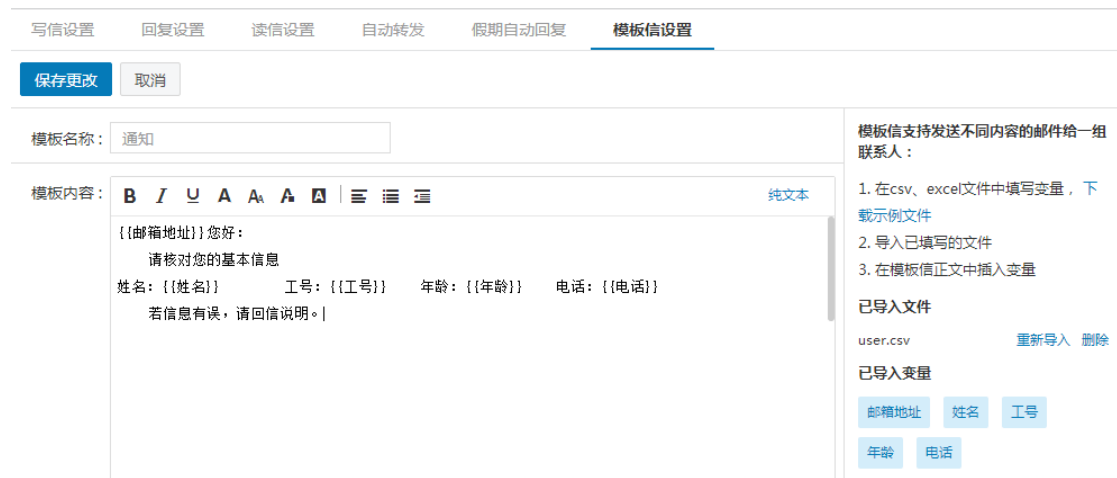 写信设置 回复设置 读信设置 自动转发 假期自动回复 模板信设置
保存更改 取消
模板名称： 通知
模板内容： B I U A AA A A 纯文本
{{邮箱地址}}您好：
请核对您的基本信息
姓名：{{姓名}} 工号：{{工号}} 年龄：{{年龄}} 电话：{{电话}}
若信息有误，请回信说明。
模板信支持发送不同内容的邮件给一组
联系人：
1. 在csv、excel文件中填写变量， 下
载示例文件
2. 导入已填写的文件
3. 在模板信正文中插入变量
已导入文件
user.csv 重新导入 删除
已导入变量
邮箱地址 姓名 工号
年龄 电话